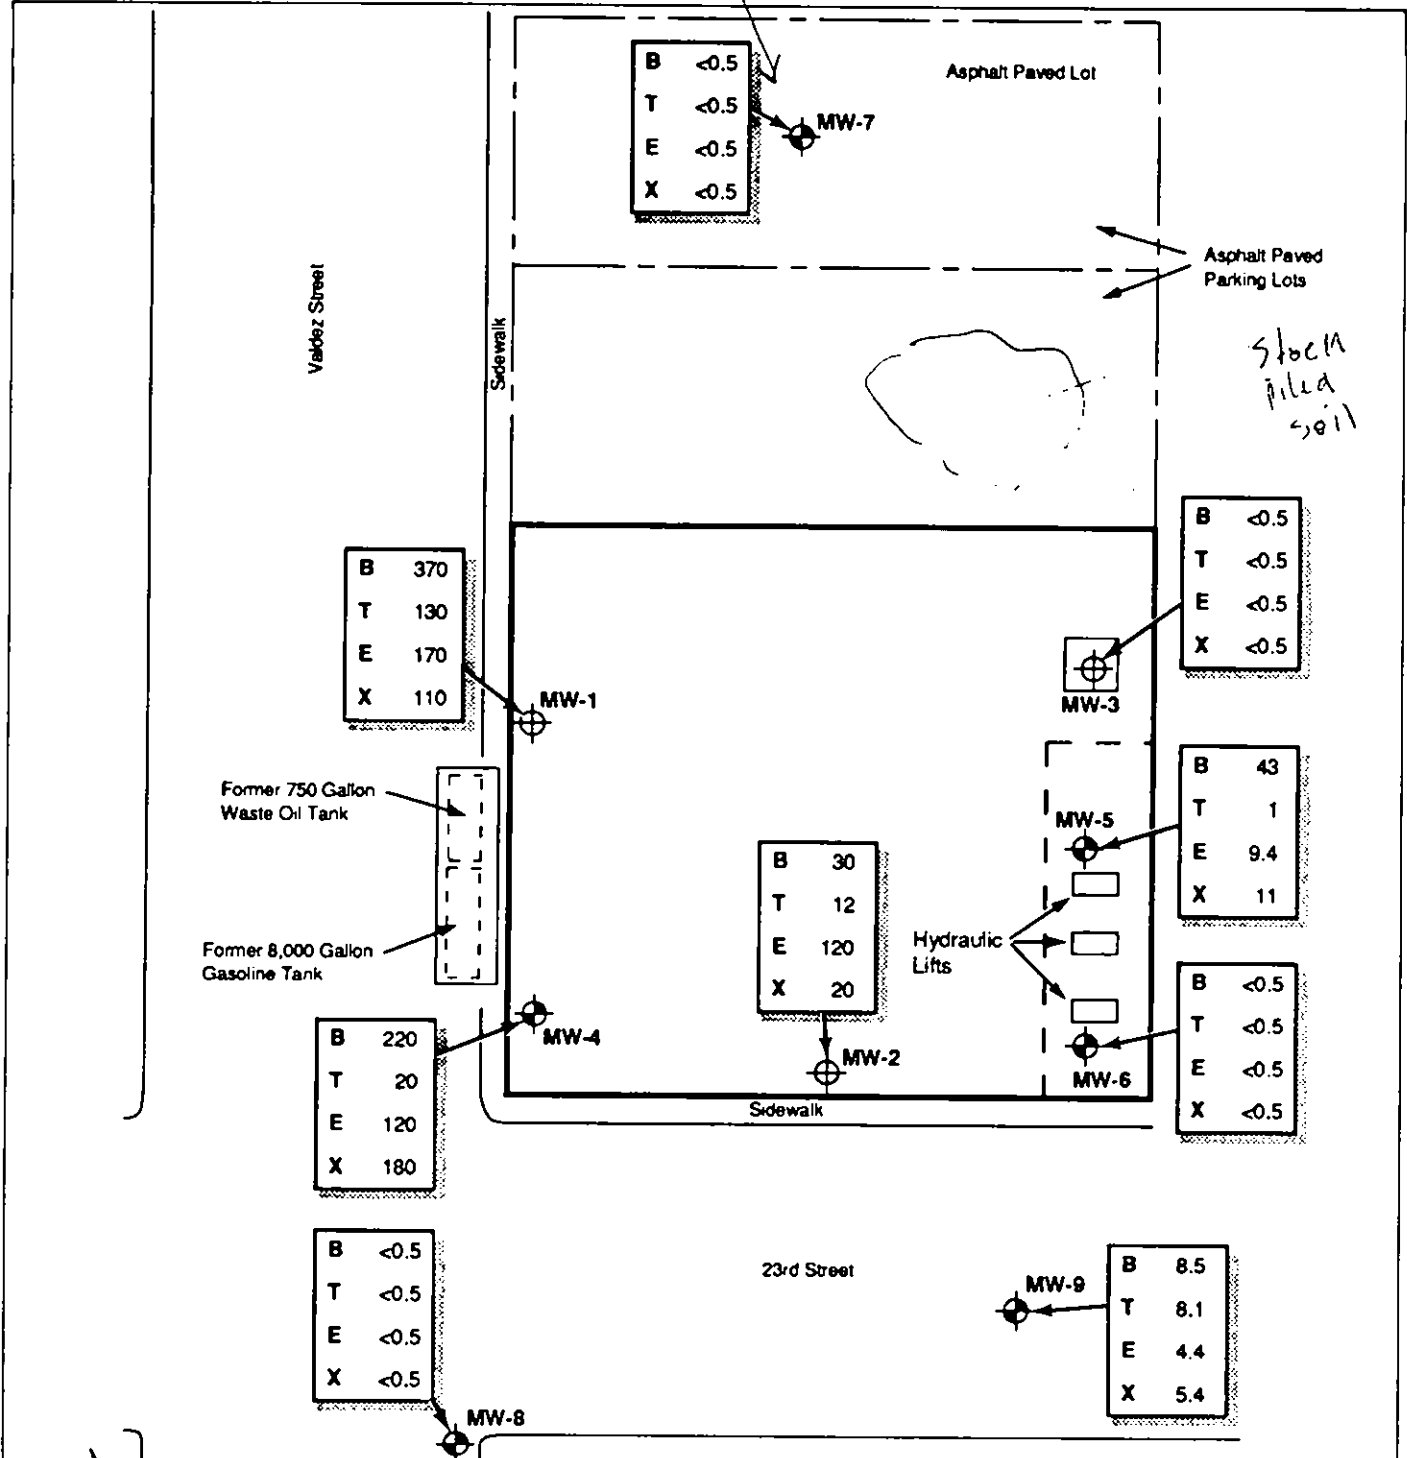 B <0.5
T <0.5
E <0.5
X <0.5
MW-7
Asphalt Paved Lot
Asphalt Paved
Parking Lots
Valdez Street
Sidewalk
Stock
piled
soil
B <0.5
T <0.5
E <0.5
X <0.5
MW-3
B 370
T 130
E 170
X 110
MW-1
Former 750 Gallon
Waste Oil Tank
B 43
T 1
E 9.4
X 11
MW-5
B 30
T 12
E 120
X 20
MW-2
Hydraulic
Lifts
Former 8,000 Gallon
Gasoline Tank
B <0.5
T <0.5
E <0.5
X <0.5
MW-6
B 220
T 20
E 120
X 180
MW-4
Sidewalk
B <0.5
T <0.5
E <0.5
X <0.5
MW-8
23rd Street
MW-9
B 8.5
T 8.1
E 4.4
X 5.4